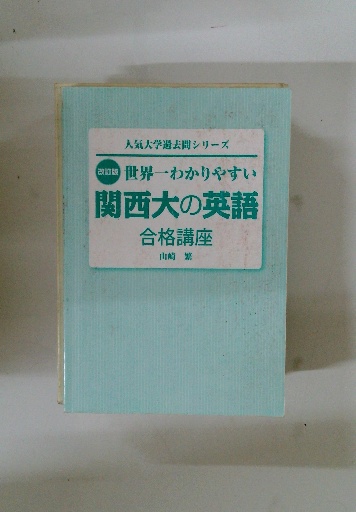 人気大学過去問シリーズ
改訂版 世界一わかりやすい
関西大の英語
合格講座
山崎 繁